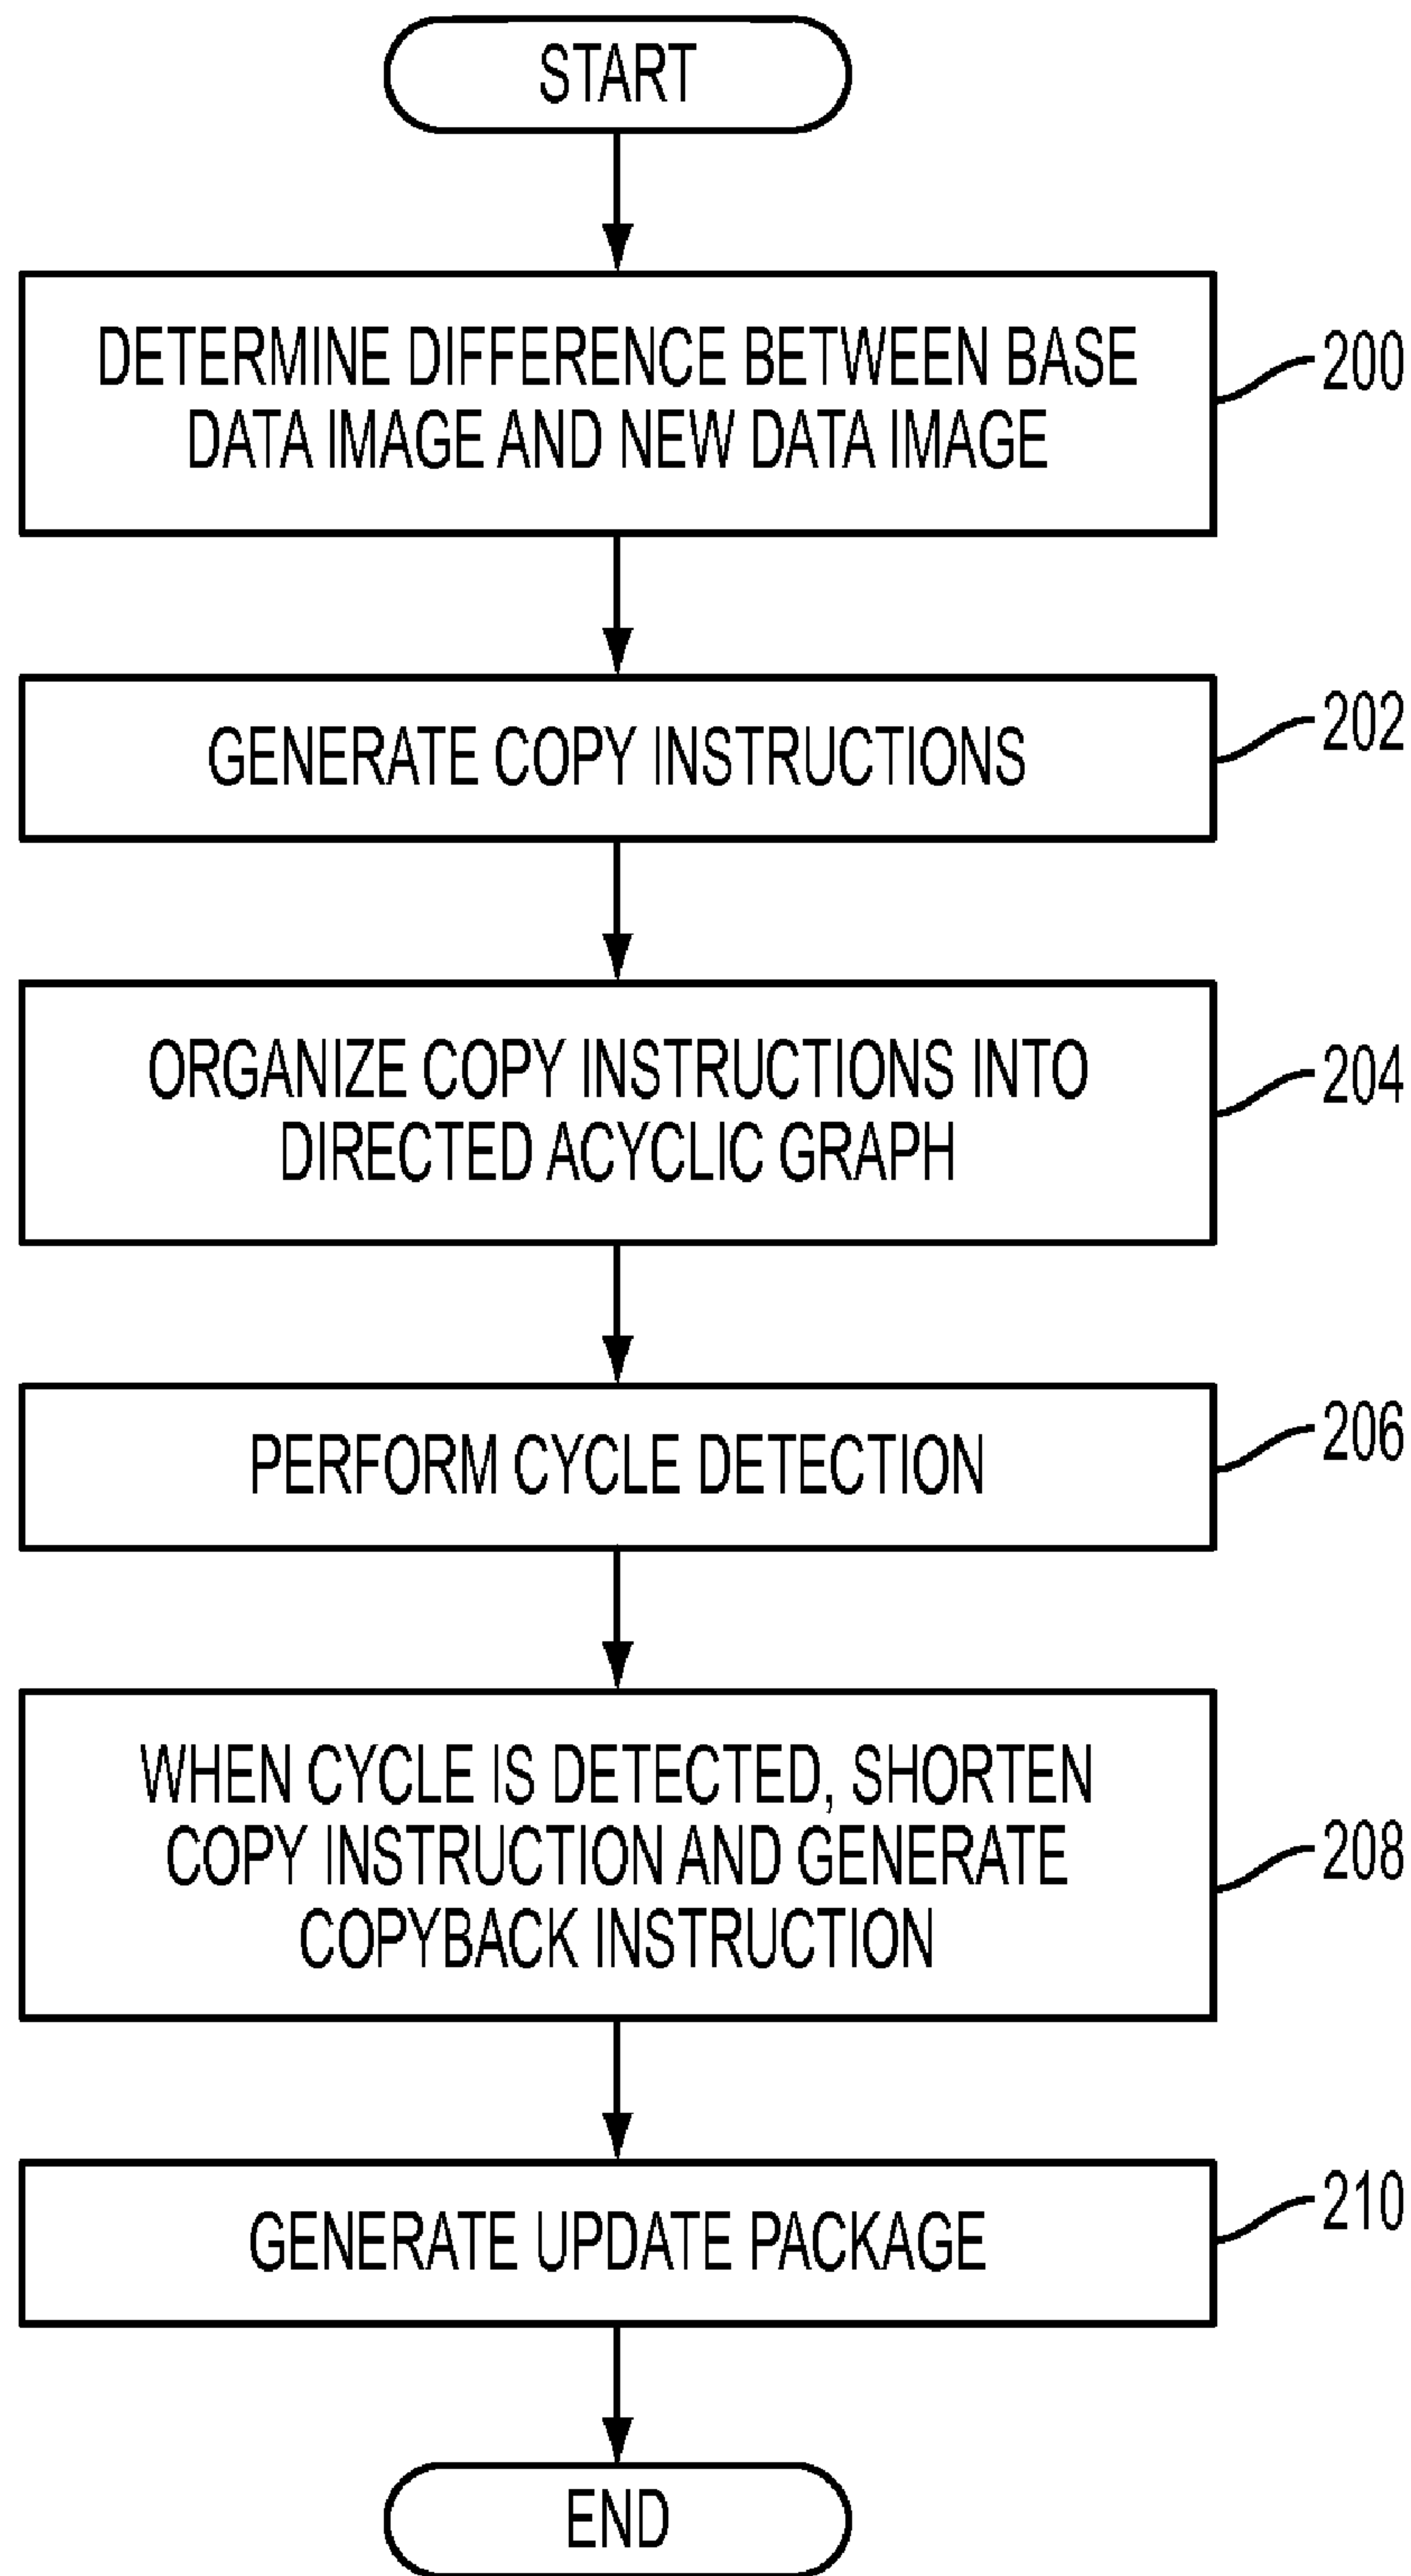 START
DETERMINE DIFFERENCE BETWEEN BASE
DATA IMAGE AND NEW DATA IMAGE
200
GENERATE COPY INSTRUCTIONS
202
ORGANIZE COPY INSTRUCTIONS INTO
DIRECTED ACYCLIC GRAPH
204
PERFORM CYCLE DETECTION
206
WHEN CYCLE IS DETECTED, SHORTEN
COPY INSTRUCTION AND GENERATE
COPYBACK INSTRUCTION
208
GENERATE UPDATE PACKAGE
210
END